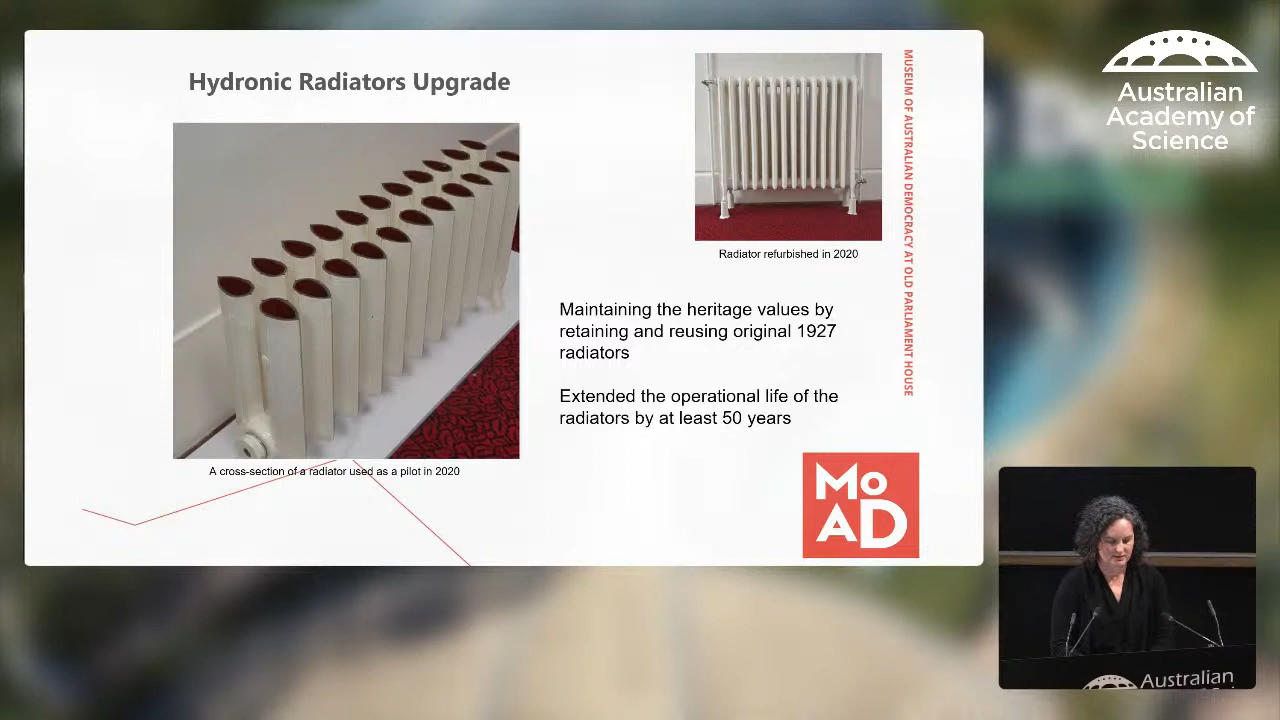 Hydronic Radiators Upgrade
A cross-section of a radiator used as a pilot in 2020
Radiator refurbished in 2020
Maintaining the heritage values by
retaining and reusing original 1927
radiators
Extended the operational life of the
radiators by at least 50 years
MUSEUM OF AUSTRALIAN DEMOCRACY AT OLD PARLIAMENT HOUSE
MO
AD
Australian
Academy of
Science
Australian